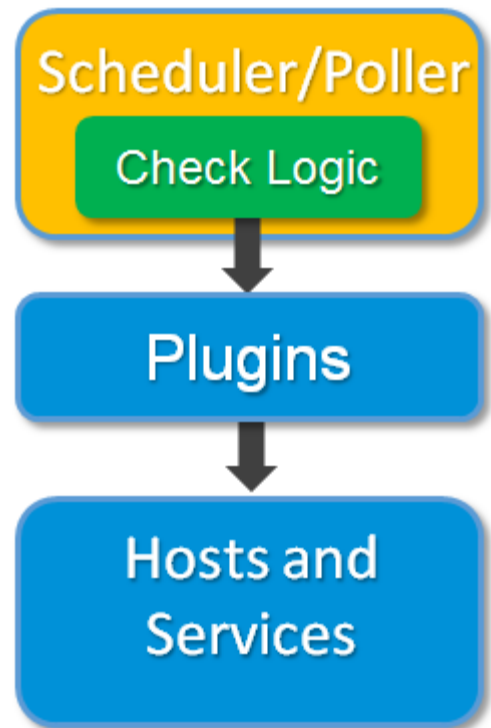 Scheduler/Poller
Check Logic
Plugins
Hosts and
Services